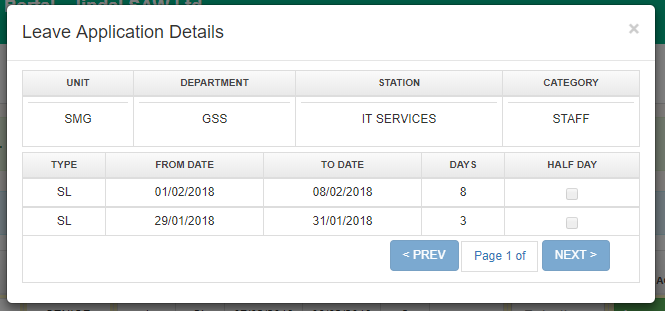 Portal - Jindal SAW Ltd
Leave Application Details ×
UNIT DEPARTMENT STATION CATEGORY
SMG GSS IT SERVICES STAFF
TYPE FROM DATE TO DATE DAYS HALF DAY
SL 01/02/2018 08/02/2018 8
SL 29/01/2018 31/01/2018 3
< PREV Page 1 of NEXT >